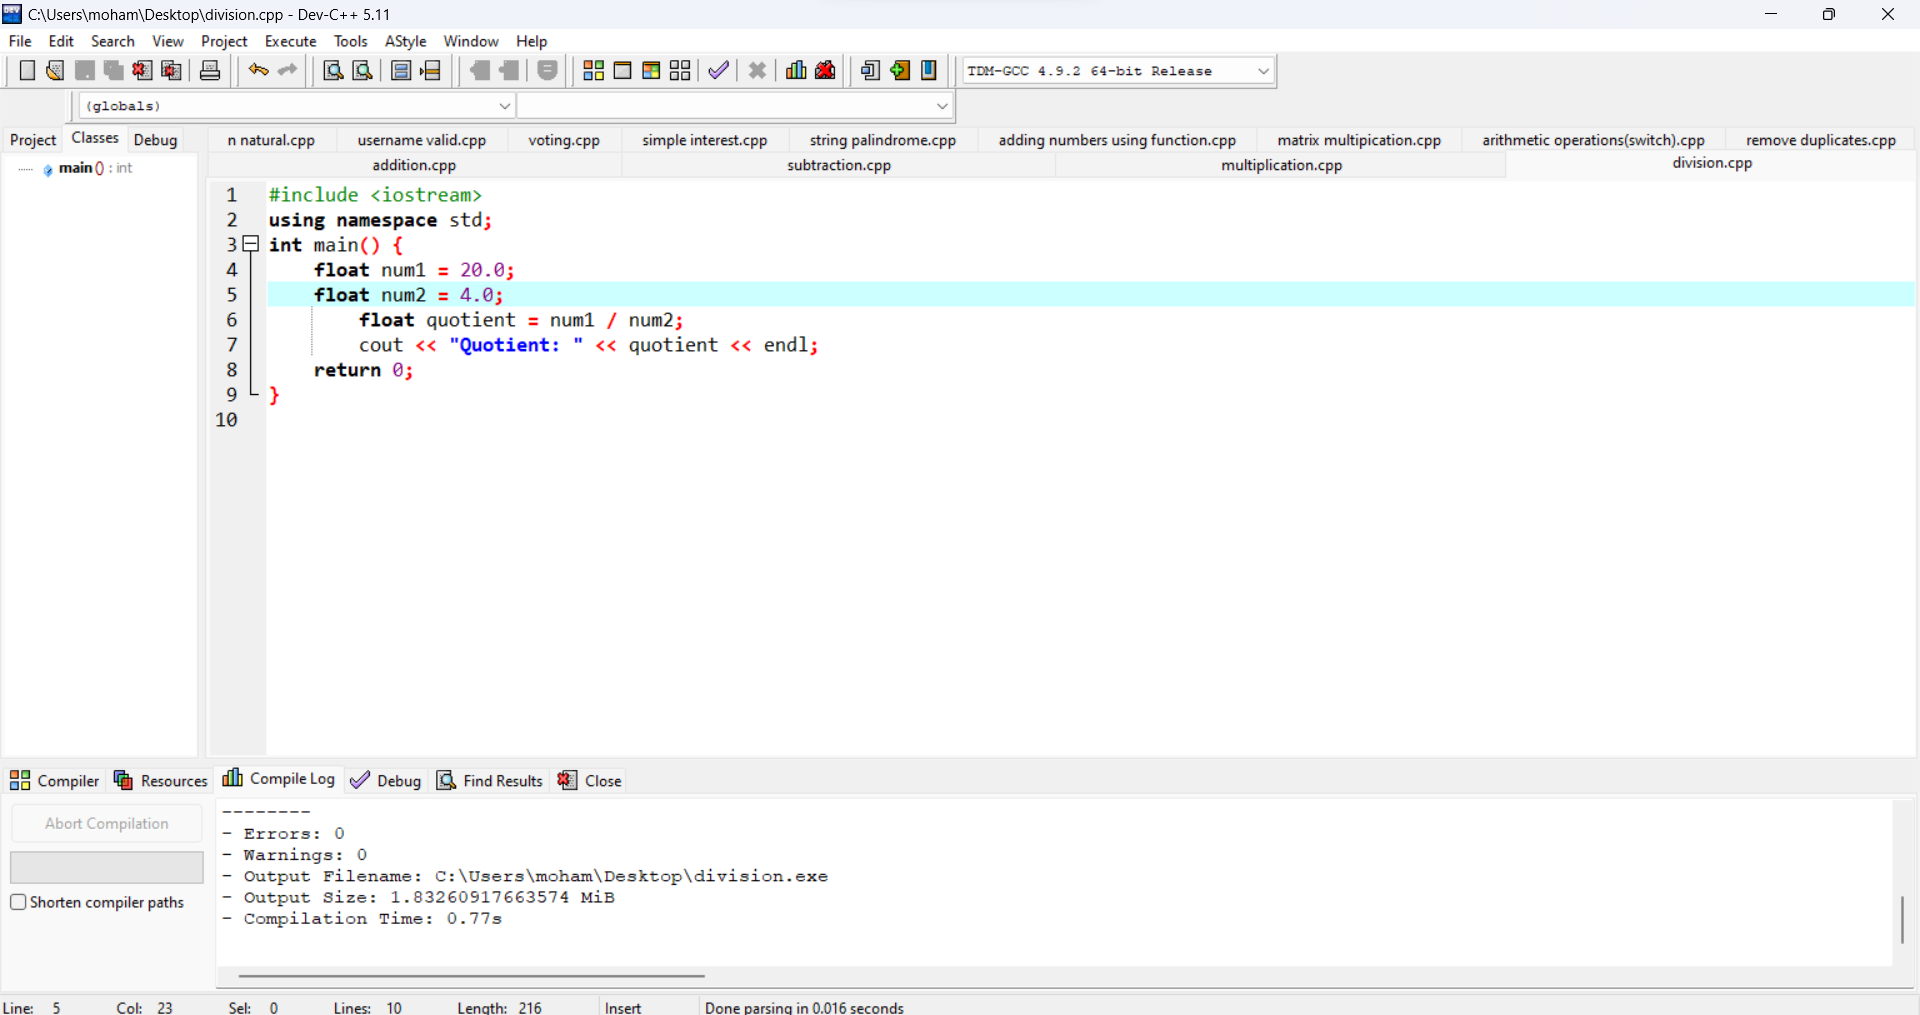 C:\Users\moham\Desktop\division.cpp - Dev-C++ 5.11
File Edit Search View Project Execute Tools AStyle Window Help
TDM-GCC 4.9.2 64-bit Release
(globals)
Project Classes Debug
n natural.cpp username valid.cpp voting.cpp simple interest.cpp string palindrome.cpp adding numbers using function.cpp matrix multipication.cpp arithmetic operations(switch).cpp remove duplicates.cpp
addition.cpp subtraction.cpp multiplication.cpp division.cpp
main () : int
1 #include <iostream>
2 using namespace std;
3 int main() {
4 float num1 = 20.0;
5 float num2 = 4.0;
6 float quotient = num1 / num2;
7 cout << "Quotient: " << quotient << endl;
8 return 0;
9 }
10
Compiler Resources Compile Log Debug Find Results Close
Abort Compilation
Shorten compiler paths
--------
- Errors: 0
- Warnings: 0
- Output Filename: C:\Users\moham\Desktop\division.exe
- Output Size: 1.83260917663574 MiB
- Compilation Time: 0.77s
Line: 5 Col: 23 Sel: 0 Lines: 10 Length: 216 Insert Done parsing in 0.016 seconds